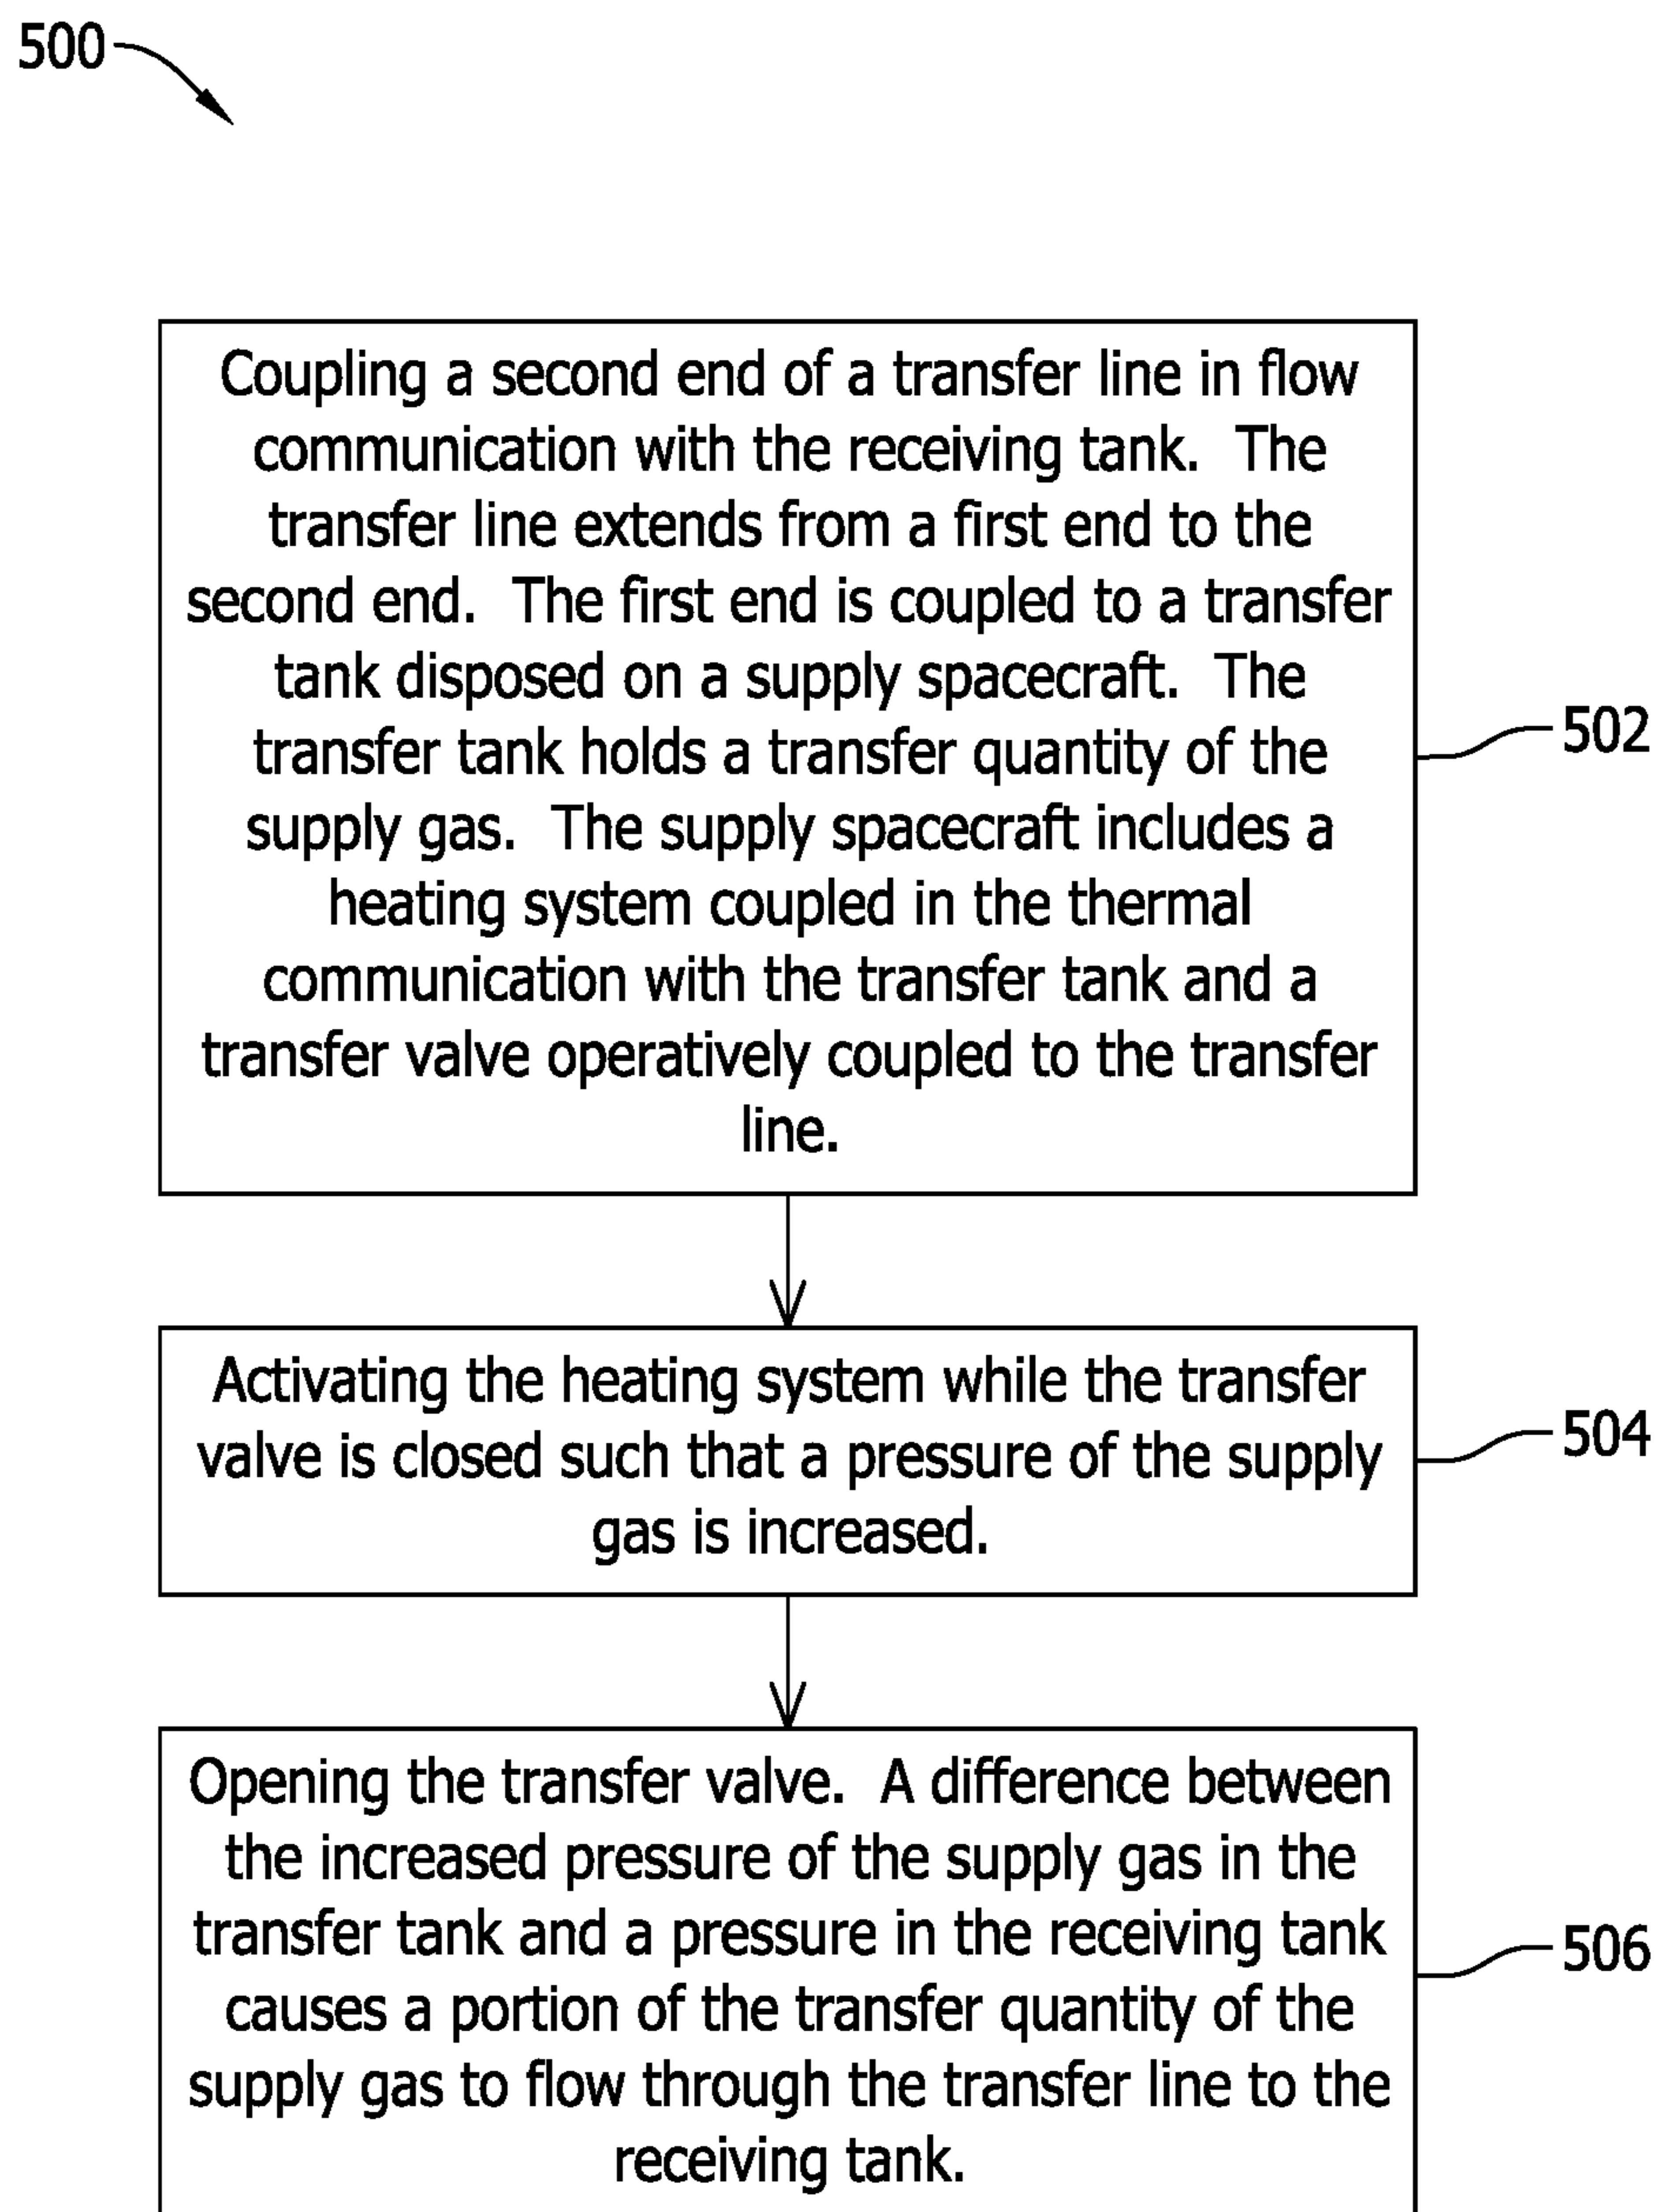 500
Coupling a second end of a transfer line in flow
communication with the receiving tank. The
transfer line extends from a first end to the
second end. The first end is coupled to a transfer
tank disposed on a supply spacecraft. The
transfer tank holds a transfer quantity of the
supply gas. The supply spacecraft includes a
heating system coupled in the thermal
communication with the transfer tank and a
transfer valve operatively coupled to the transfer
line.
502
Activating the heating system while the transfer
valve is closed such that a pressure of the supply
gas is increased.
504
Opening the transfer valve. A difference between
the increased pressure of the supply gas in the
transfer tank and a pressure in the receiving tank
causes a portion of the transfer quantity of the
supply gas to flow through the transfer line to the
receiving tank.
506